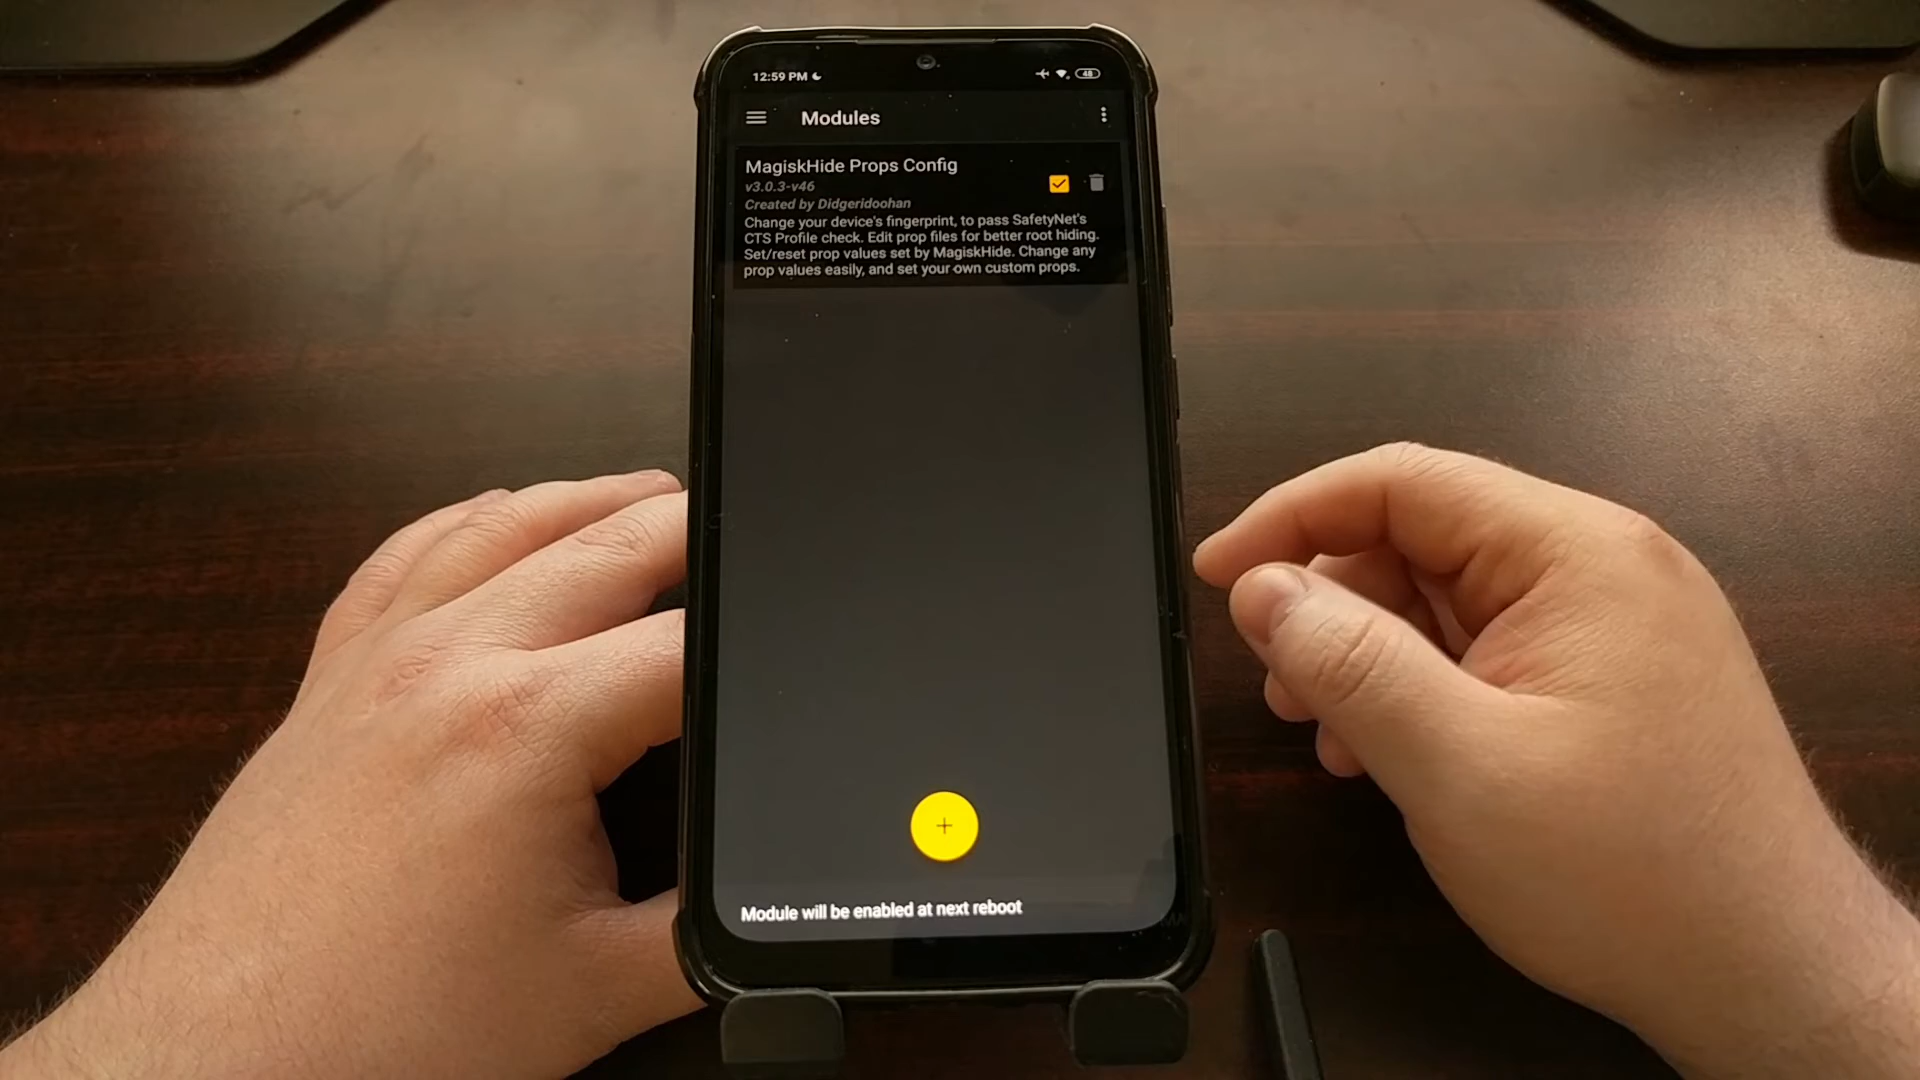 12:59 PM
48
Modules
MagiskHide Props Config
v3.0.3-v46
Created by Didgeridoohan
Change your device's fingerprint, to pass SafetyNet's
CTS Profile check. Edit prop files for better root hiding.
Set/reset prop values set by MagiskHide. Change any
prop values easily, and set your own custom props.
Module will be enabled at next reboot